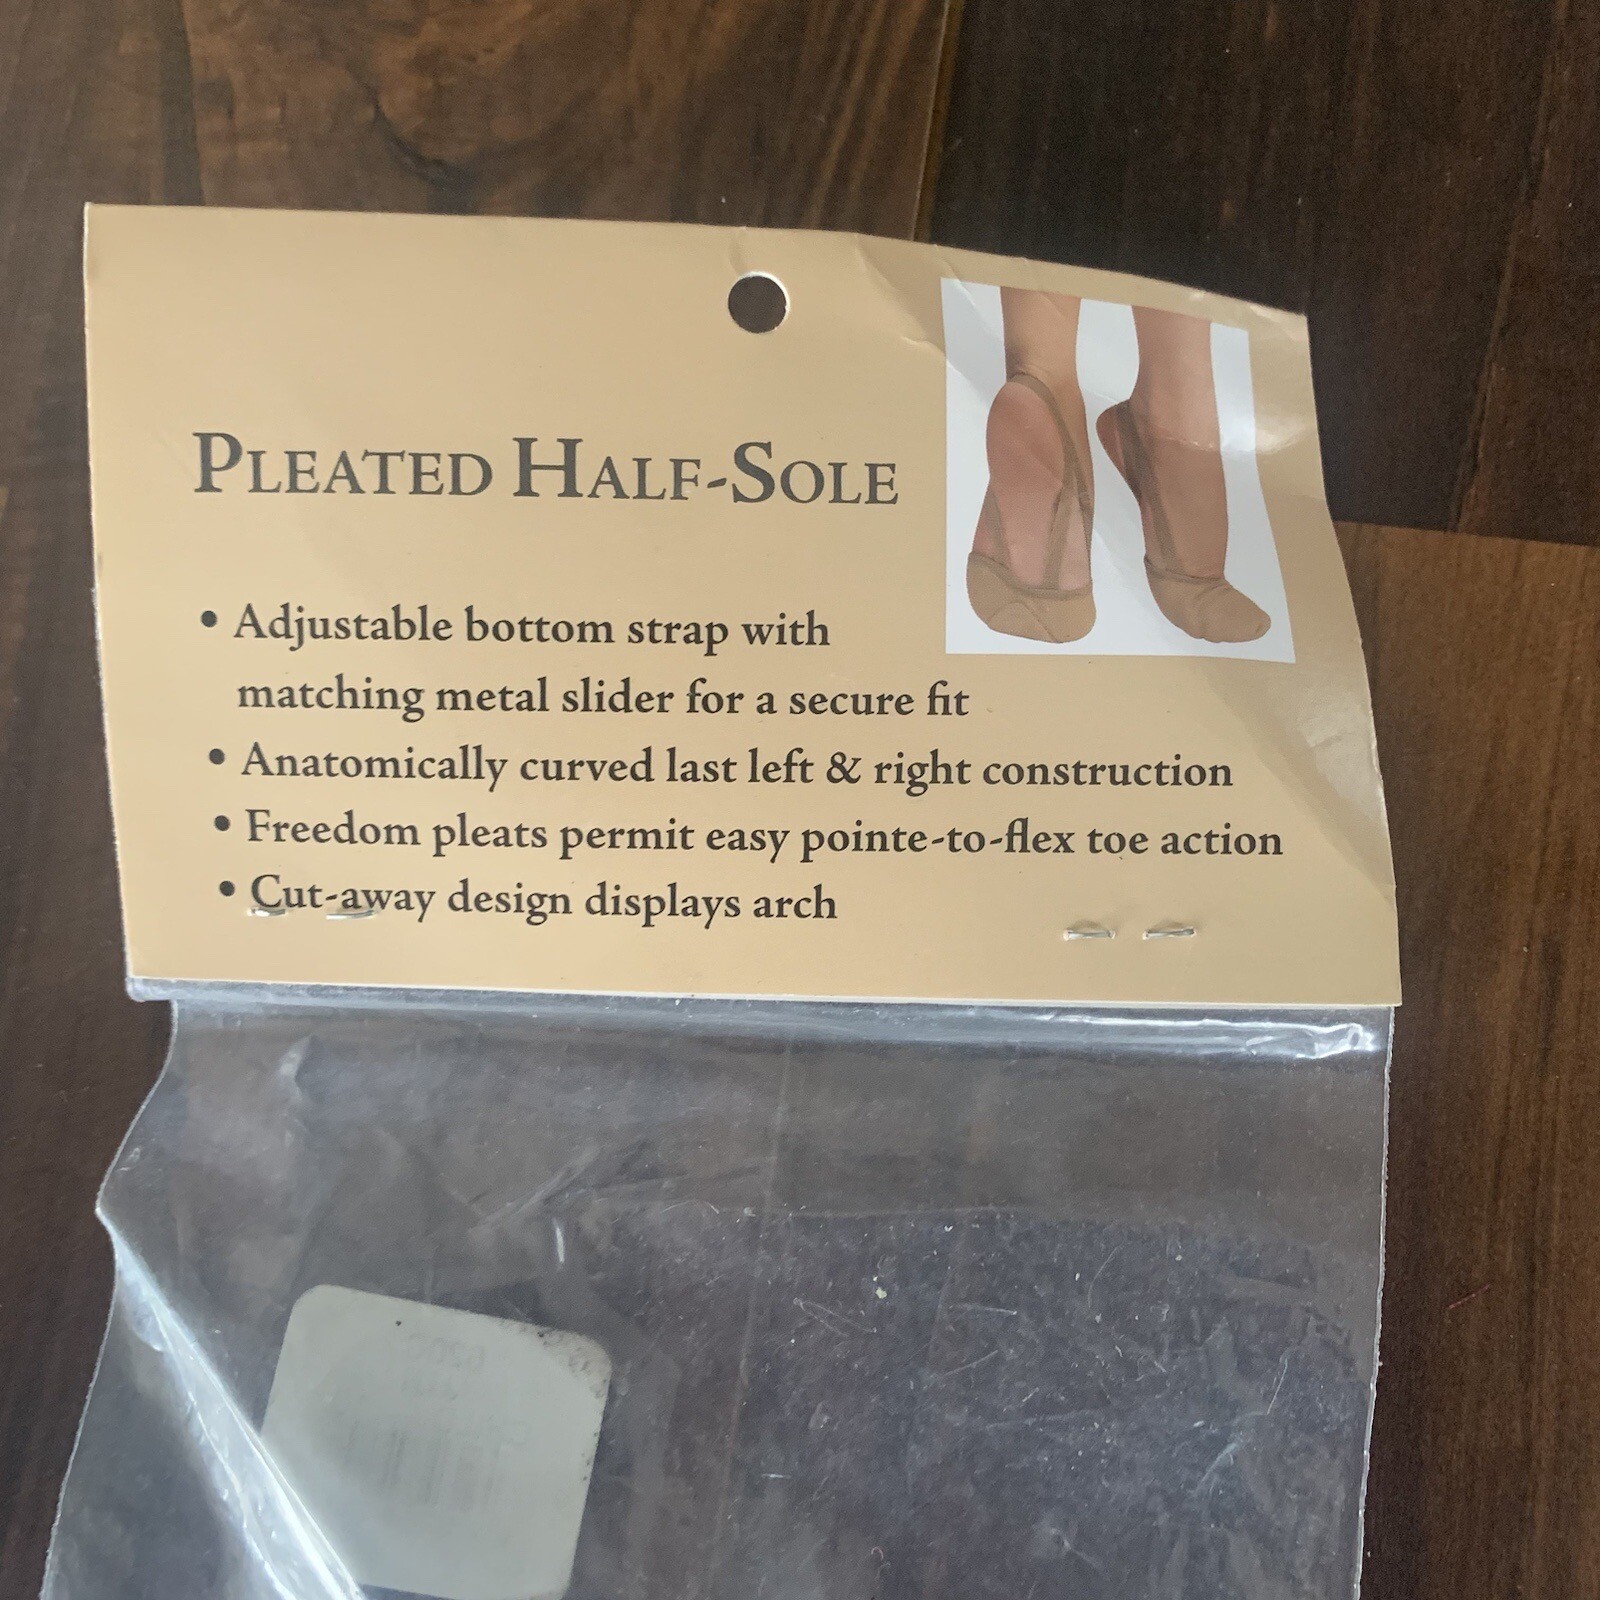 PLEATED HALF-SOLE
• Adjustable bottom strap with
matching metal slider for a secure fit
• Anatomically curved last left & right construction
• Freedom pleats permit easy pointe-to-flex toe action
• Cut-away design displays arch